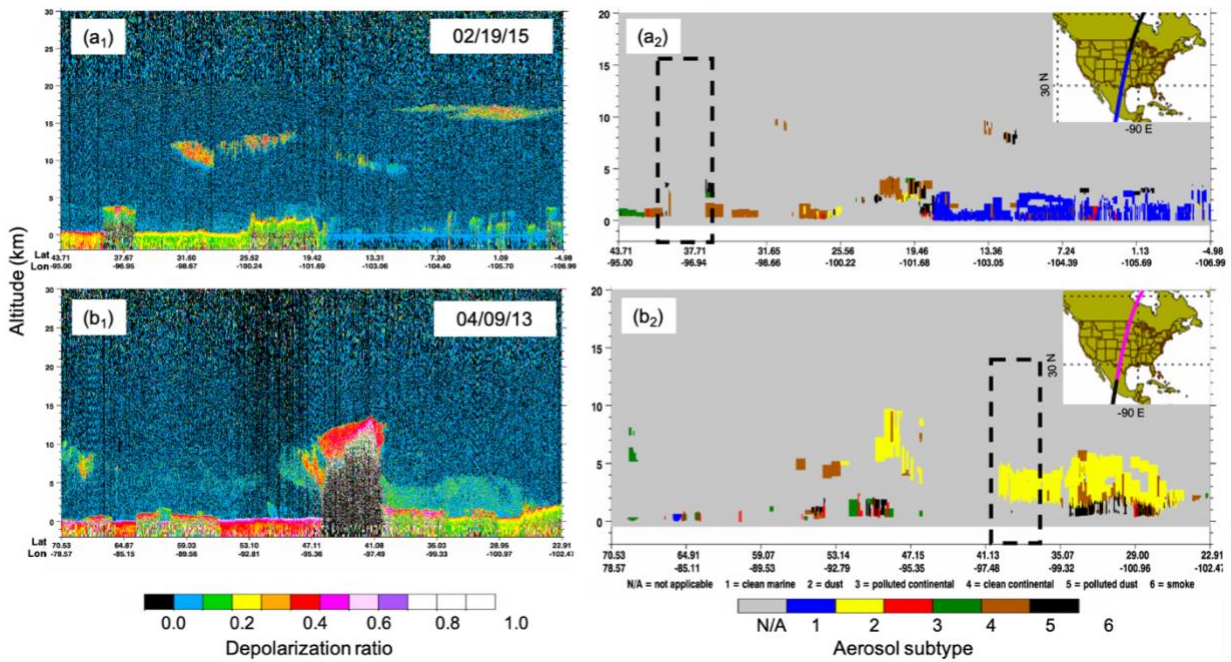 30
25
20
15
10
5
0
(a1)
02/19/15
Lat
43.71 37.67 31.60 25.52 19.42 13.31 7.24 1.09 -4.98
Lon
-95.00 -96.95 -98.66 -100.24 -101.69 -103.06 -104.40 -105.70 -106.99
20
15
10
5
0
(a2)
30 N
-90 E
43.71 37.71 31.65 25.56 19.46 13.36 7.24 1.13 -4.98
-95.00 -96.94 -98.66 -100.22 -101.68 -103.05 -104.39 -105.69 -106.99
Altitude (km)
30
25
20
15
10
5
0
(b1)
04/09/13
Lat
70.53 64.87 59.03 53.10 47.11 41.08 35.03 28.96 22.91
Lon
-78.57 -85.15 -89.56 -92.81 -95.36 -97.49 -99.33 -100.97 -102.47
20
15
10
5
0
(b2)
30 N
-90 E
70.53 64.91 59.07 53.14 47.15 41.13 35.07 29.00 22.91
78.57 -85.11 -89.53 -92.79 -95.35 -97.48 -99.32 -100.96 -102.47
N/A = not applicable 1 = clean marine 2 = dust 3 = polluted continental 4 = clean continental 5 = polluted dust 6 = smoke
0.0 0.2 0.4 0.6 0.8 1.0
Depolarization ratio
N/A 1 2 3 4 5 6
Aerosol subtype